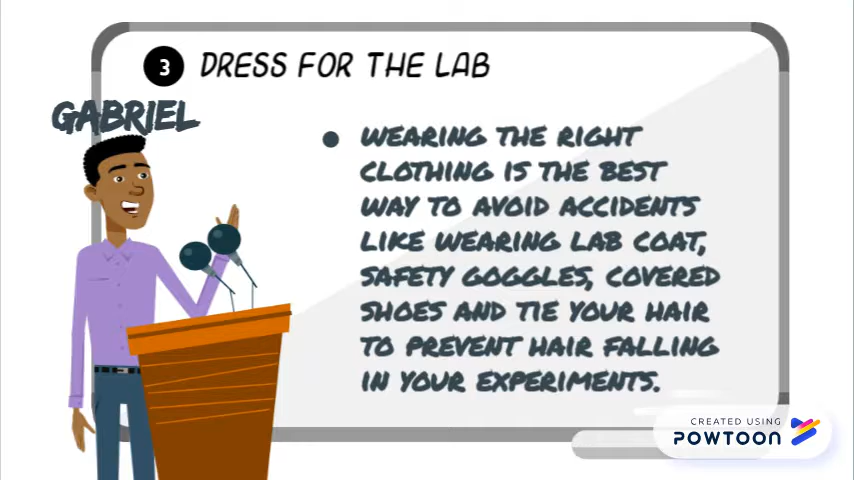 3 DRESS FOR THE LAB
GABRIEL
WEARING THE RIGHT
CLOTHING IS THE BEST
WAY TO AVOID ACCIDENTS
LIKE WEARING LAB COAT,
SAFETY GOGGLES, COVERED
SHOES AND TIE YOUR HAIR
TO PREVENT HAIR FALLING
IN YOUR EXPERIMENTS.
CREATED USING
POWTOON